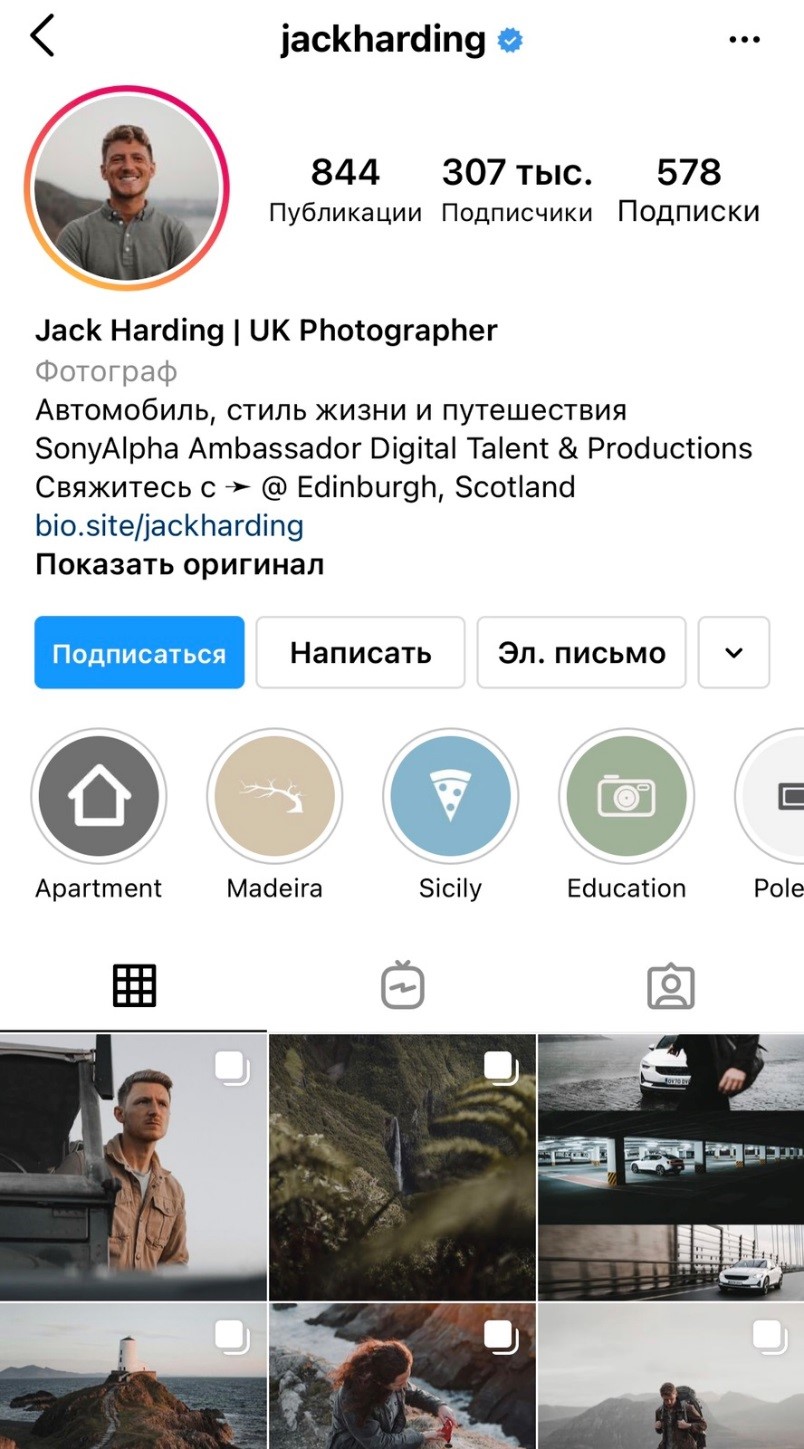 jackharding
844 307 тыс. 578
Публикации Подписчики Подписки
Jack Harding | UK Photographer
Фотограф
Автомобиль, стиль жизни и путешествия
SonyAlpha Ambassador Digital Talent & Productions
Свяжитесь с ➛ @ Edinburgh, Scotland
bio.site/jackharding
Показать оригинал
Подписаться Написать Эл. письмо
Apartment Madeira Sicily Education Pole